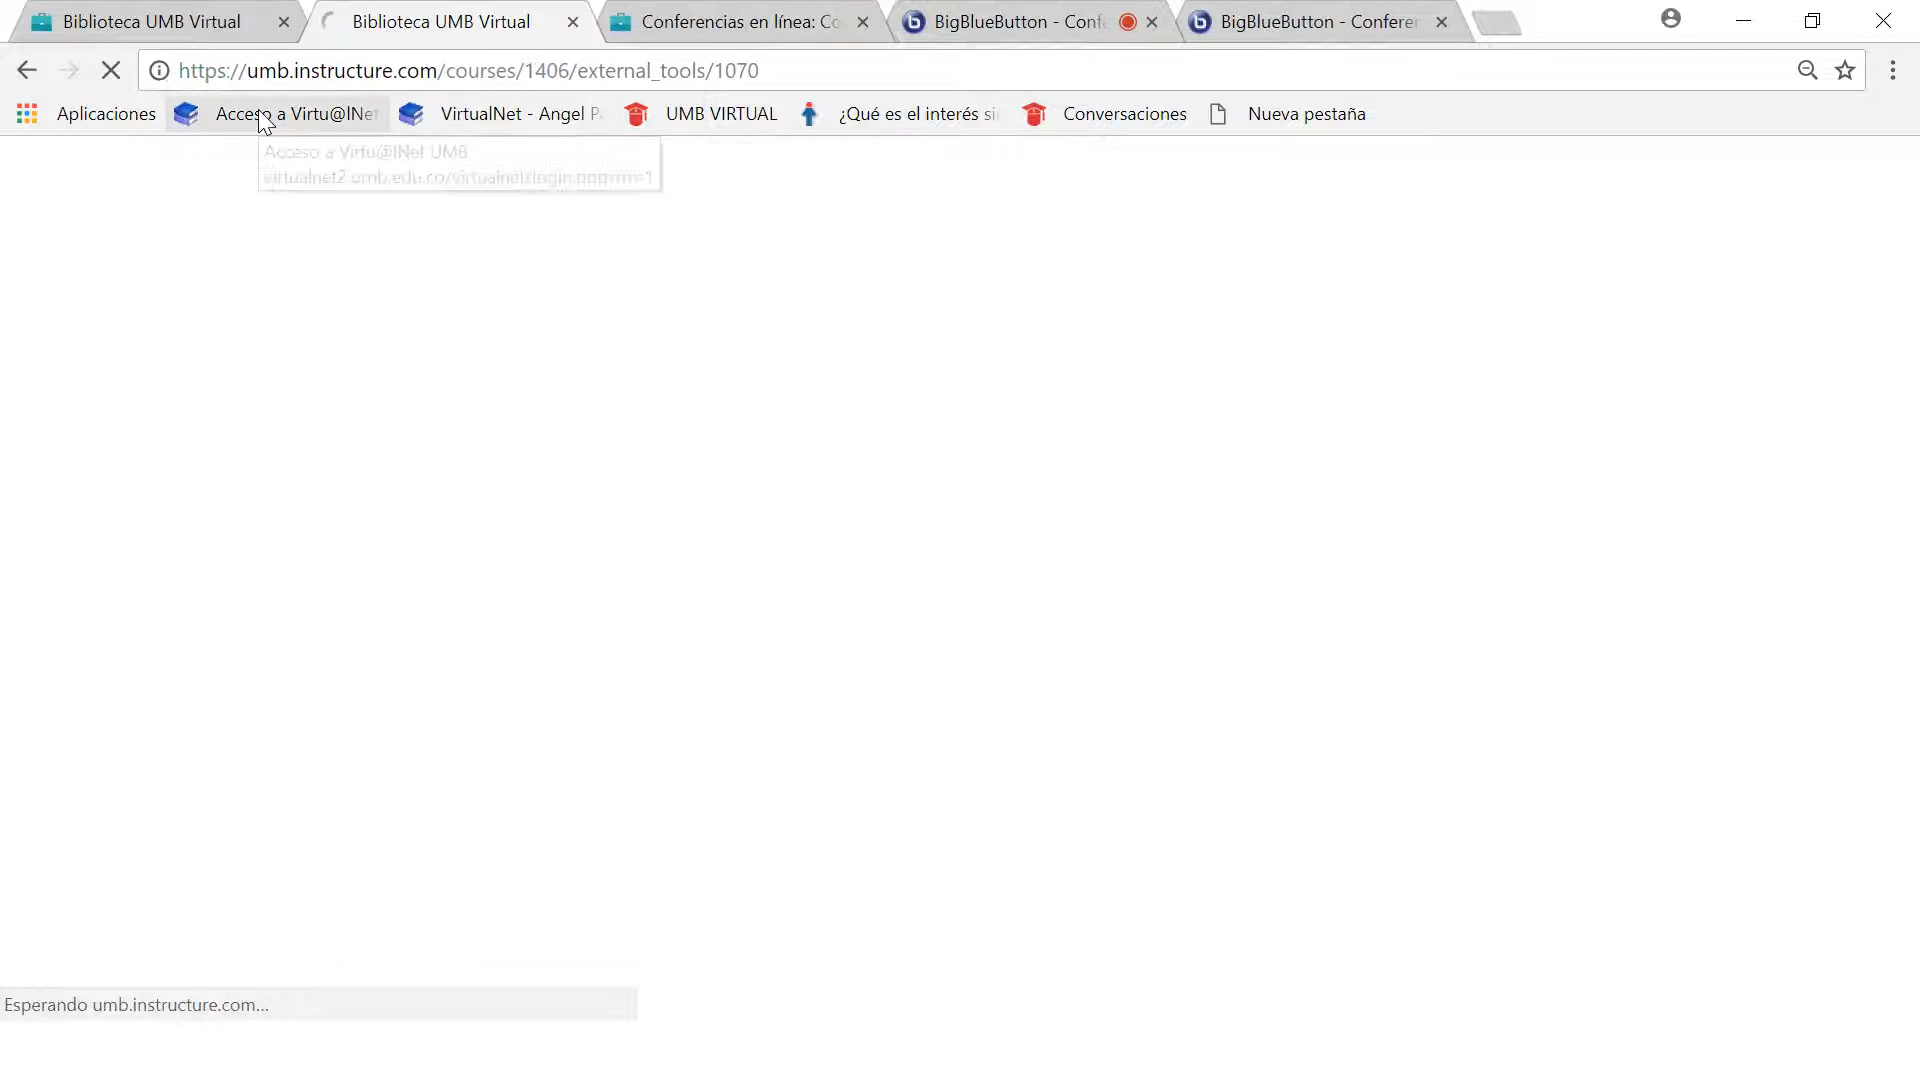 Biblioteca UMB Virtual
Biblioteca UMB Virtual
Conferencias en línea: Co
BigBlueButton - Confe
BigBlueButton - Conferen
https://umb.instructure.com/courses/1406/external_tools/1070
Aplicaciones
Acceso a Virtu@lNet
VirtualNet - Angel P
UMB VIRTUAL
¿Qué es el interés si
Conversaciones
Nueva pestaña
Acceso a Virtu@lNet UMB
Esperando umb.instructure.com...